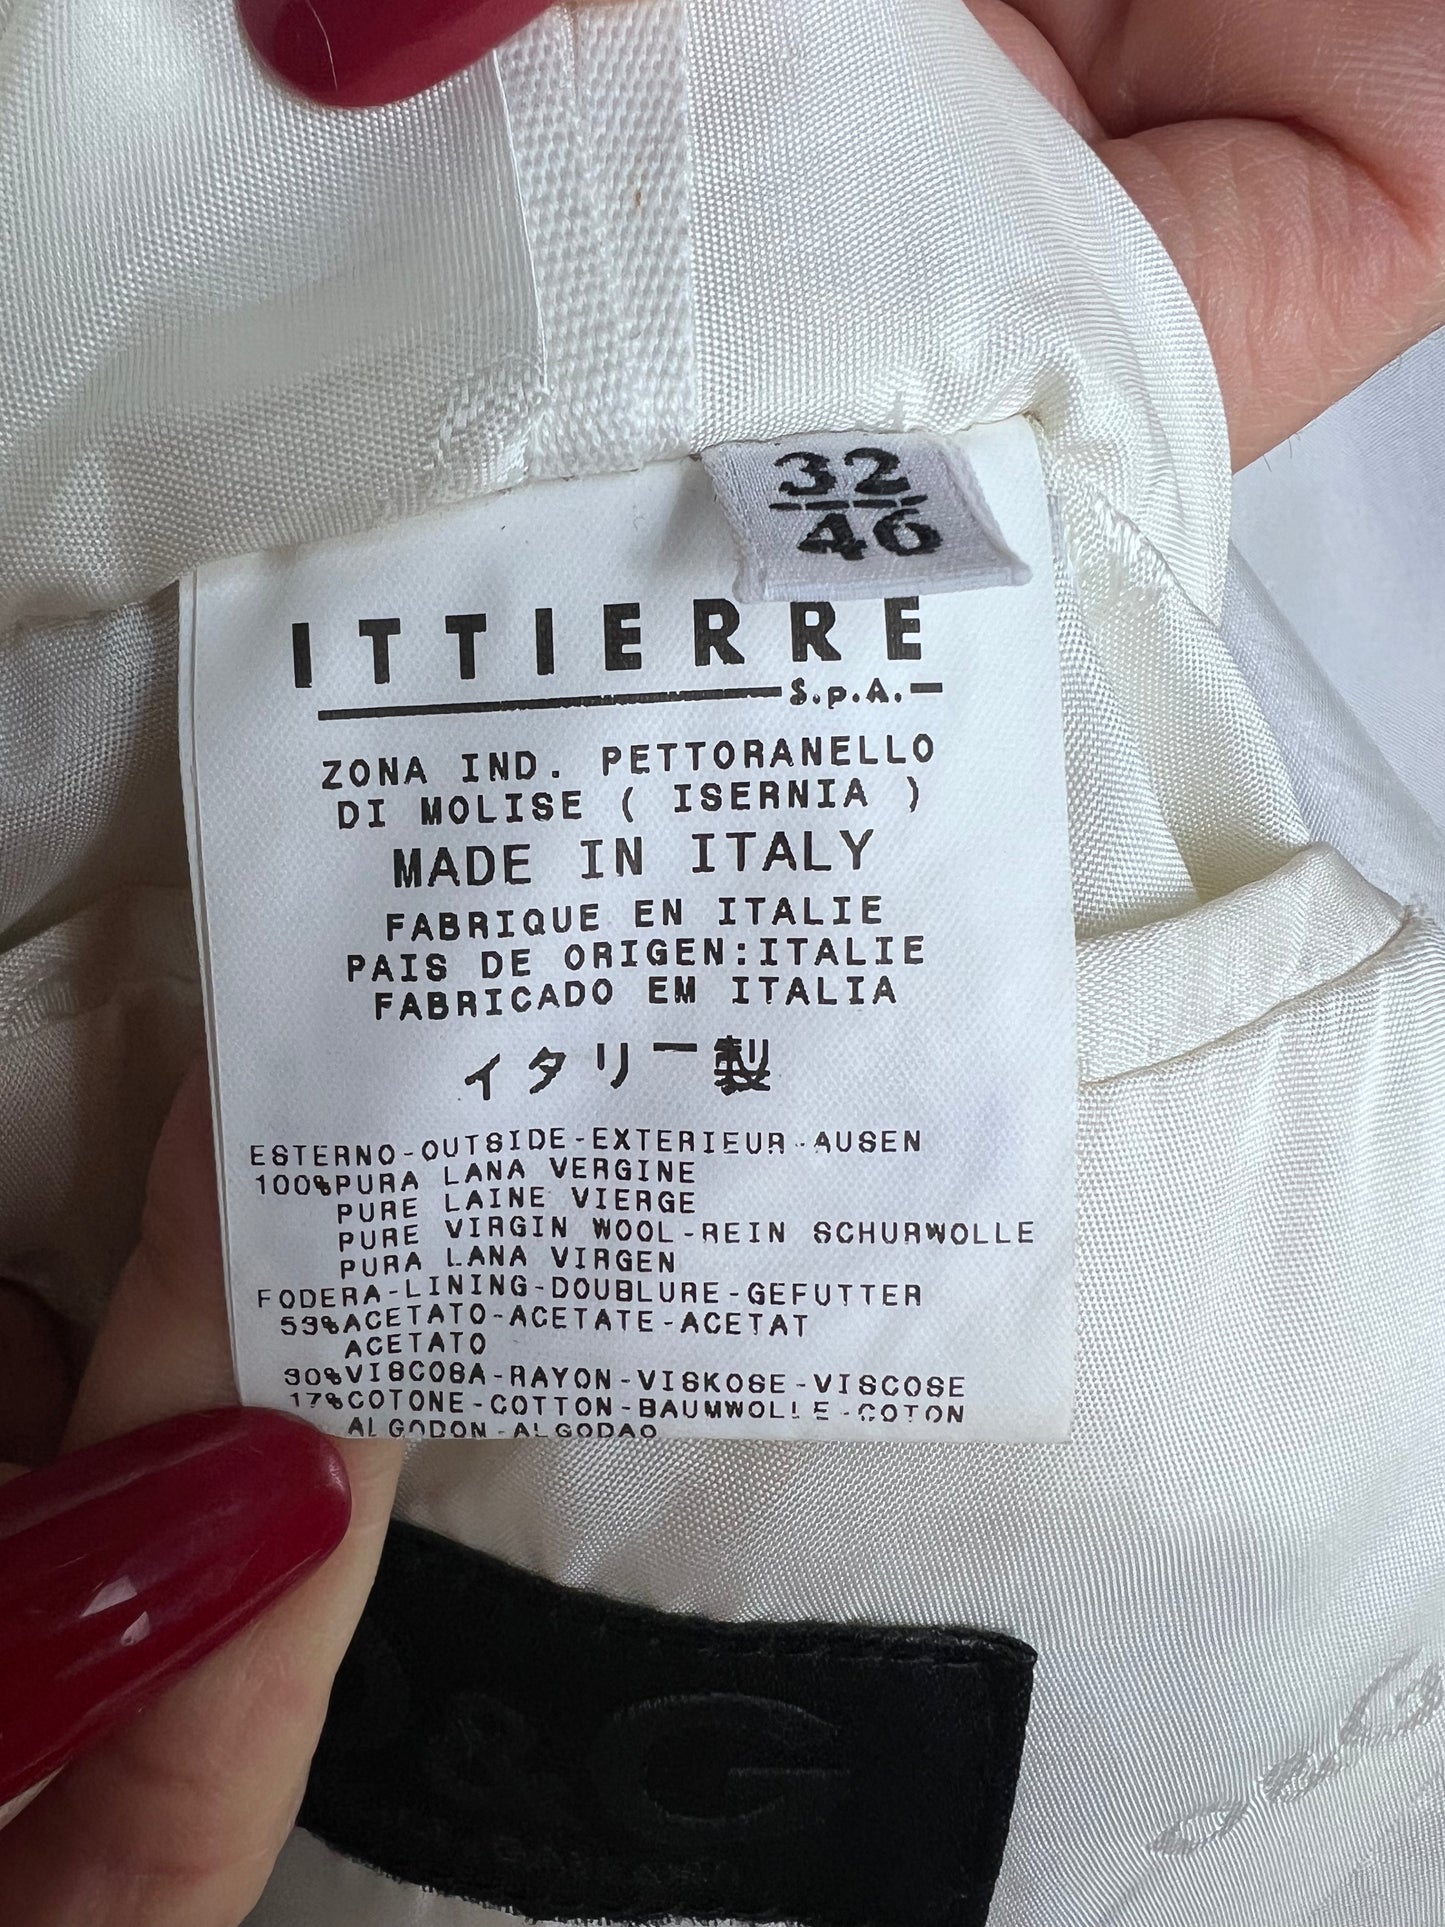 32
46
ITTIERRE
S.p.A.
ZONA IND. PETTORANELLO
DI MOLISE ( ISERNIA )
MADE IN ITALY
FABRIQUE EN ITALIE
PAIS DE ORIGEN:ITALIE
FABRICADO EM ITALIA
イタリー製
ESTERNO-OUTSIDE-EXTERIEUR-AUSEN
100%PURA LANA VERGINE
PURE LAINE VIERGE
PURE VIRGIN WOOL-REIN SCHURWOLLE
PURA LANA VIRGEN
FODERA-LINING-DOUBLURE-GEFUTTER
53%ACETATO-ACETATE-ACETAT
ACETATO
30%VISCOSA-RAYON-VISKOSE-VISCOSE
17%COTONE-COTTON-BAUMWOLLE-COTON
ALGODON-ALGODAO
D&G
D&G